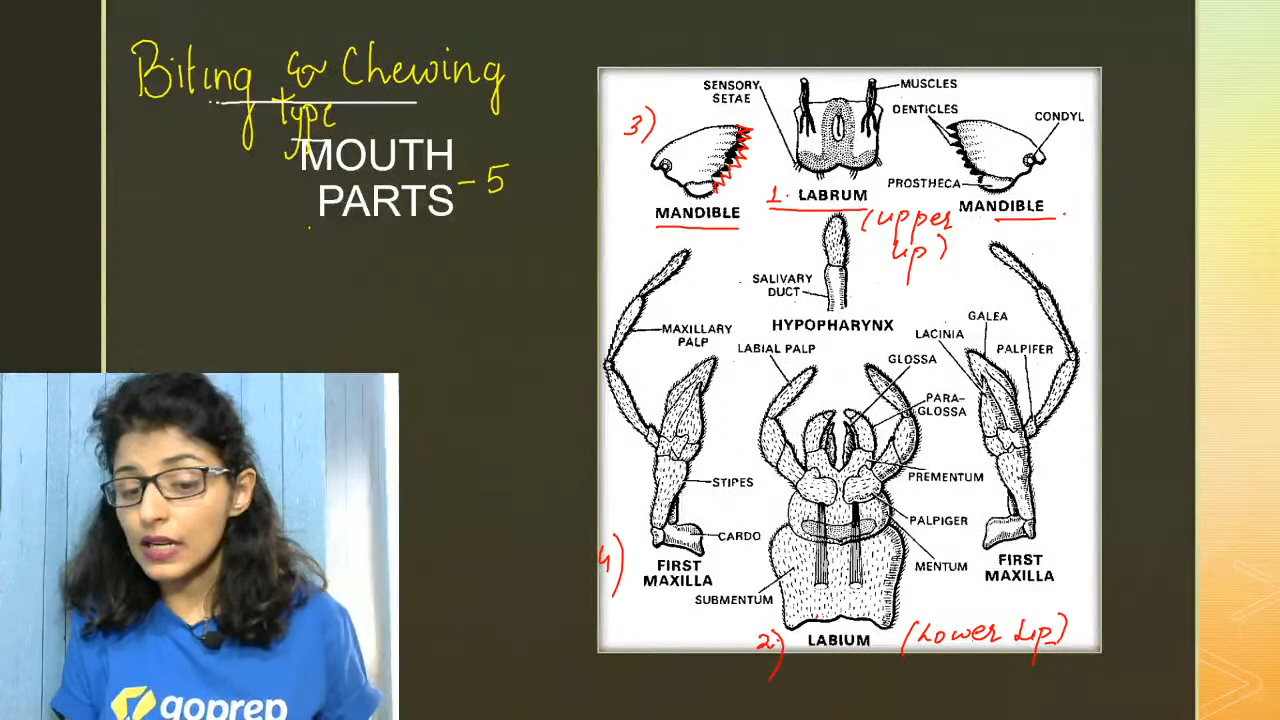 Biting & Chewing
type
MOUTH
PARTS - 5
SENSORY
SETAE
MUSCLES
DENTICLES
CONDYL
3)
PROSTHECA
MANDIBLE
1. LABRUM
MANDIBLE
(upper
lip)
SALIVARY
DUCT
HYPOPHARYNX
MAXILLARY
PALP
LABIAL PALP
GLOSSA
LACINIA
GALEA
PALPIFER
PARA-
GLOSSA
STIPES
PREMENTUM
PALPIGER
CARDO
MENTUM
4)
FIRST
MAXILLA
FIRST
MAXILLA
SUBMENTUM
2) LABIUM (Lower Lip)
goprep